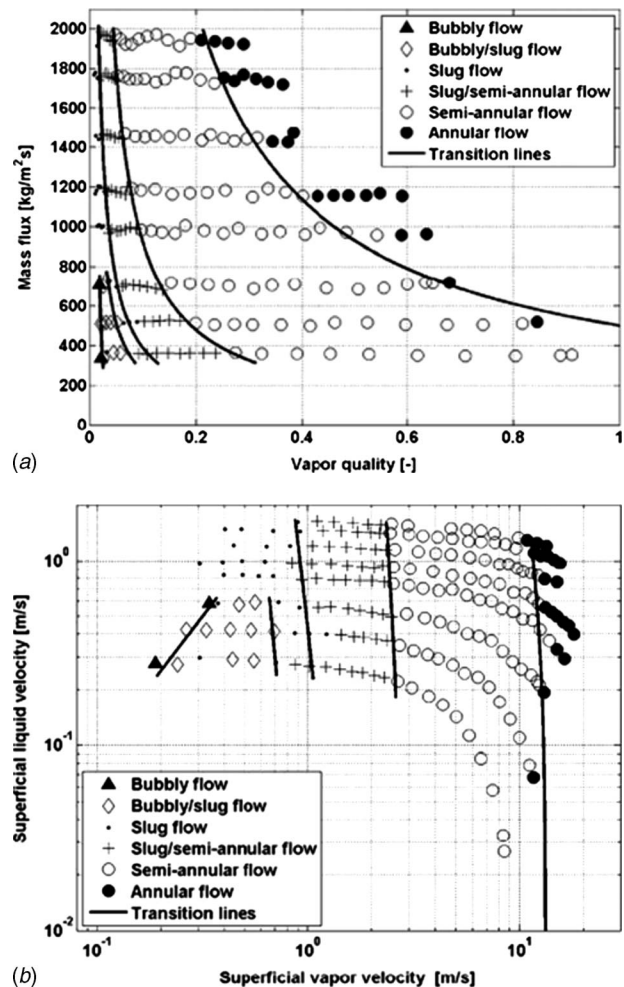 2000
1800
1600
1400
1200
1000
800
600
400
200
0
Mass flux [kg/m²s]
Bubbly flow
Bubbly/slug flow
Slug flow
Slug/semi-annular flow
Semi-annular flow
Annular flow
Transition lines
0 0.2 0.4 0.6 0.8 1
Vapor quality [-]
(a)
10⁰
10⁻¹
10⁻²
Superficial liquid velocity [m/s]
Bubbly flow
Bubbly/slug flow
Slug flow
Slug/semi-annular flow
Semi-annular flow
Annular flow
Transition lines
10⁻¹ 10⁰ 10¹
Superficial vapor velocity [m/s]
(b)